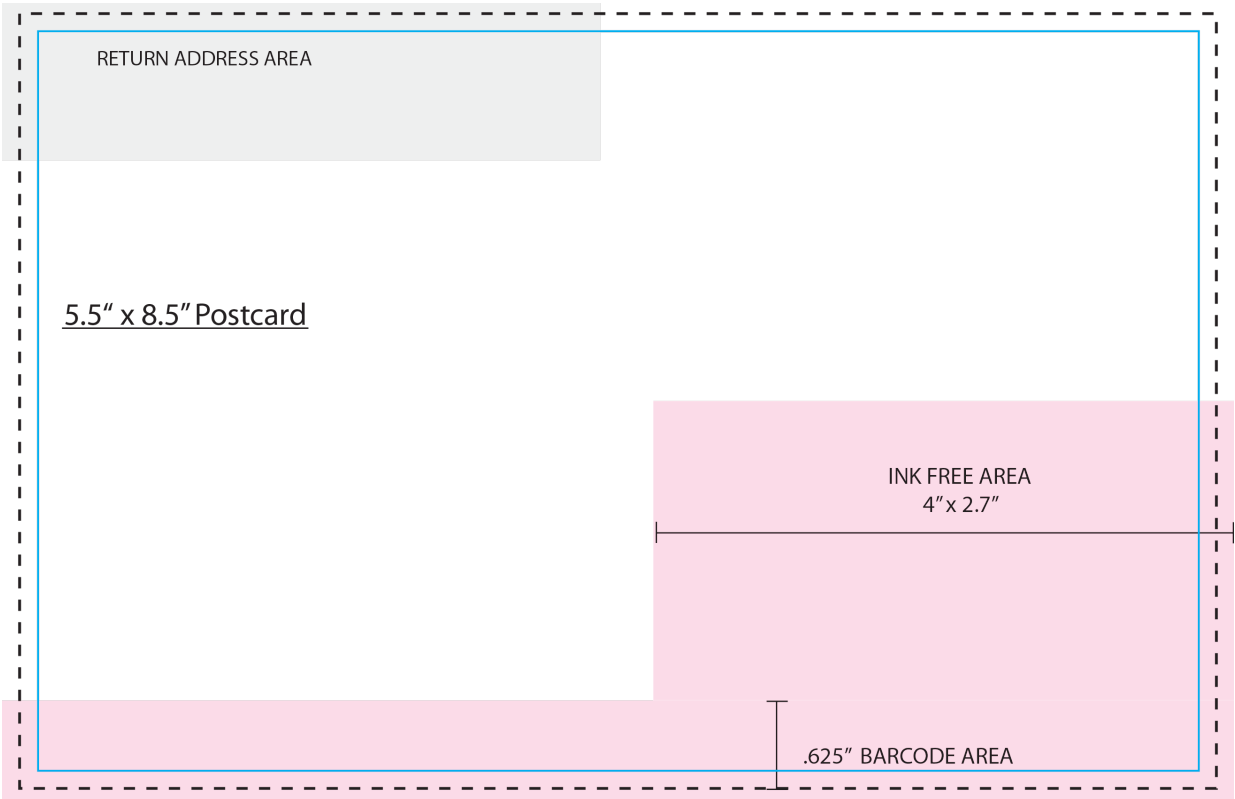 RETURN ADDRESS AREA
5.5“ x 8.5” Postcard
INK FREE AREA
4” x 2.7”
.625” BARCODE AREA